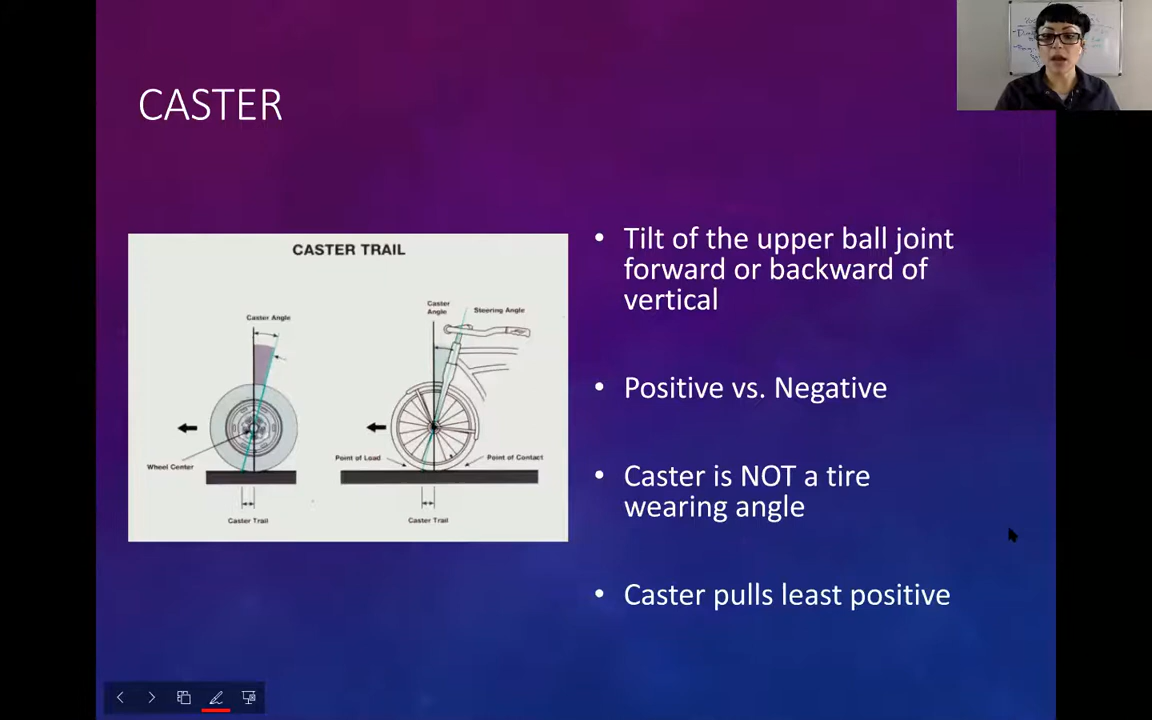 CASTER
CASTER TRAIL
Caster Angle
Caster
Angle
Steering Angle
Wheel Center
Point of Load
Point of Contact
Caster Trail
Caster Trail
• Tilt of the upper ball joint
forward or backward of
vertical
• Positive vs. Negative
• Caster is NOT a tire
wearing angle
• Caster pulls least positive